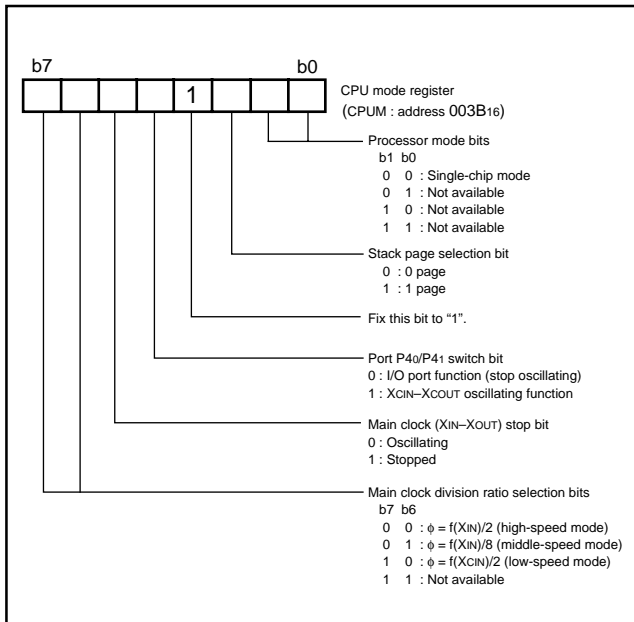 b7 b0
1
CPU mode register
(CPUM : address 003B16)
Processor mode bits
b1 b0
0 0 : Single-chip mode
0 1 : Not available
1 0 : Not available
1 1 : Not available
Stack page selection bit
0 : 0 page
1 : 1 page
Fix this bit to “1”.
Port P40/P41 switch bit
0 : I/O port function (stop oscillating)
1 : XCIN–XCOUT oscillating function
Main clock (XIN–XOUT) stop bit
0 : Oscillating
1 : Stopped
Main clock division ratio selection bits
b7 b6
0 0 : φ = f(XIN)/2 (high-speed mode)
0 1 : φ = f(XIN)/8 (middle-speed mode)
1 0 : φ = f(XCIN)/2 (low-speed mode)
1 1 : Not available